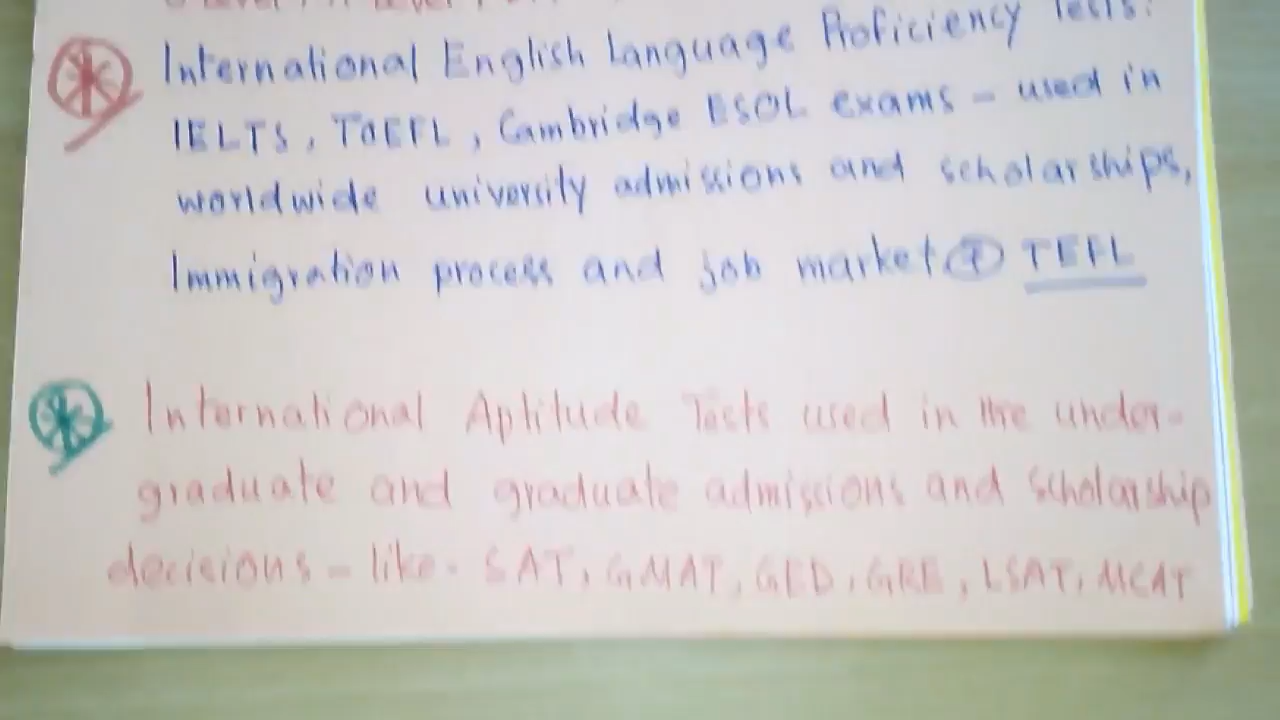 International English Language Proficiency Tests:
IELTS, TOEFL, Cambridge ESOL exams - used in
worldwide university admissions and scholarships,
Immigration process and job market + TEFL
International Aptitude Tests used in the under-
graduate and graduate admissions and scholarship
decisions - like - SAT, GMAT, GED, GRE, LSAT, MCAT